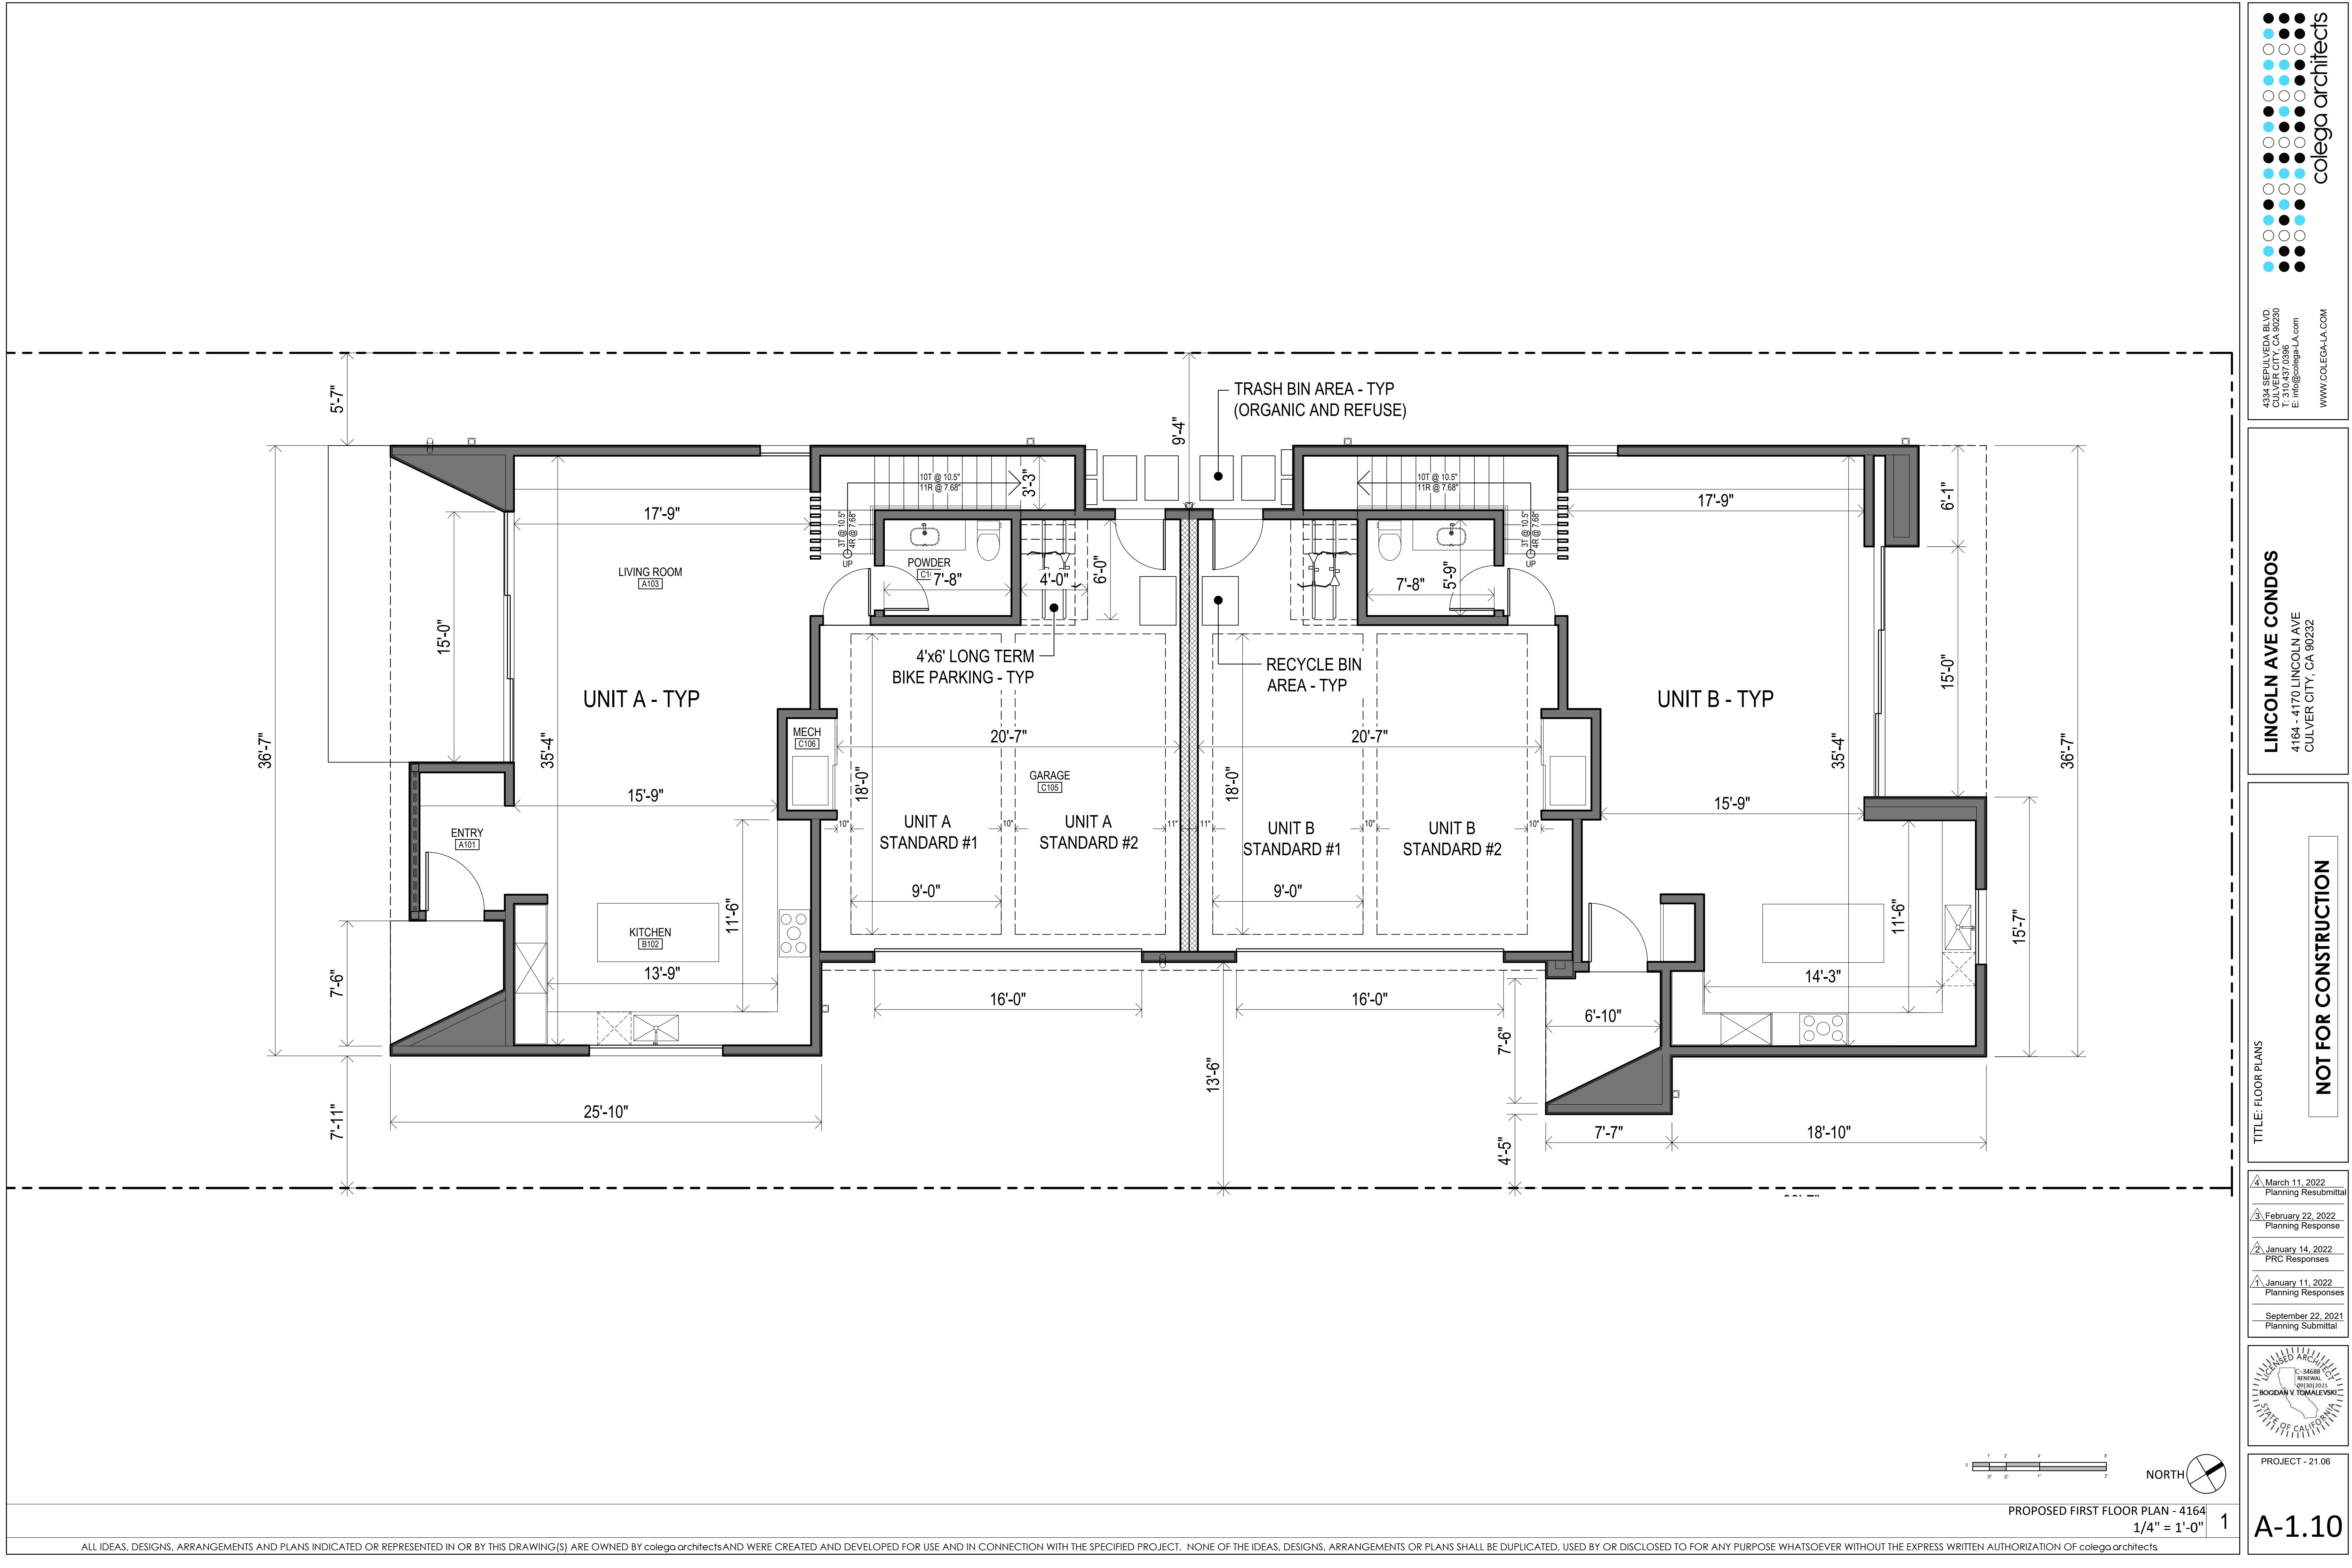 5'-7"
9'-4"
TRASH BIN AREA - TYP
(ORGANIC AND REFUSE)
10T @ 10.5"
11R @ 7.68"
3'-3"
10T @ 10.5"
11R @ 7.68"
17'-9"
17'-9"
6'-1"
3T @ 10.5"
4R @ 7.68"
UP
3T @ 10.5"
4R @ 7.68"
UP
LIVING ROOM
A103
POWDER
7'-8"
4'-0"
6'-0"
7'-8"
5'-9"
15'-0"
4'x6' LONG TERM
BIKE PARKING - TYP
RECYCLE BIN
AREA - TYP
15'-0"
UNIT A - TYP
UNIT B - TYP
36'-7"
35'-4"
MECH
C106
20'-7"
20'-7"
35'-4"
36'-7"
GARAGE
C105
18'-0"
18'-0"
15'-9"
15'-9"
ENTRY
A101
10"
10"
11"
11"
10"
10"
UNIT A
STANDARD #1
UNIT A
STANDARD #2
UNIT B
STANDARD #1
UNIT B
STANDARD #2
9'-0"
9'-0"
11'-6"
11'-6"
15'-7"
KITCHEN
B102
13'-9"
14'-3"
7'-6"
16'-0"
16'-0"
6'-10"
7'-6"
13'-6"
25'-10"
7'-11"
7'-7"
18'-10"
4'-5"
NORTH
PROPOSED FIRST FLOOR PLAN - 4164
1/4" = 1'-0"
1
ALL IDEAS, DESIGNS, ARRANGEMENTS AND PLANS INDICATED OR REPRESENTED IN OR BY THIS DRAWING(S) ARE OWNED BY colega architects AND WERE CREATED AND DEVELOPED FOR USE AND IN CONNECTION WITH THE SPECIFIED PROJECT. NONE OF THE IDEAS, DESIGNS, ARRANGEMENTS OR PLANS SHALL BE DUPLICATED, USED BY OR DISCLOSED TO FOR ANY PURPOSE WHATSOEVER WITHOUT THE EXPRESS WRITTEN AUTHORIZATION OF colega architects.
colega architects
4334 SEPULVEDA BLVD.
CULVER CITY, CA 90230
T: 310.437.0396
E: info@colega-LA.com
WWW.COLEGA-LA.COM
LINCOLN AVE CONDOS
4164 - 4170 LINCOLN AVE
CULVER CITY, CA 90232
TITLE: FLOOR PLANS
NOT FOR CONSTRUCTION
4 March 11, 2022
Planning Resubmittal
3 February 22, 2022
Planning Response
2 January 14, 2022
PRC Responses
1 January 11, 2022
Planning Responses
September 22, 2021
Planning Submittal
LICENSED ARCHITECT
C-34688
RENEWAL
09|30|2021
BOGDAN V. TOMALEVSKI
STATE OF CALIFORNIA
PROJECT - 21.06
A-1.10